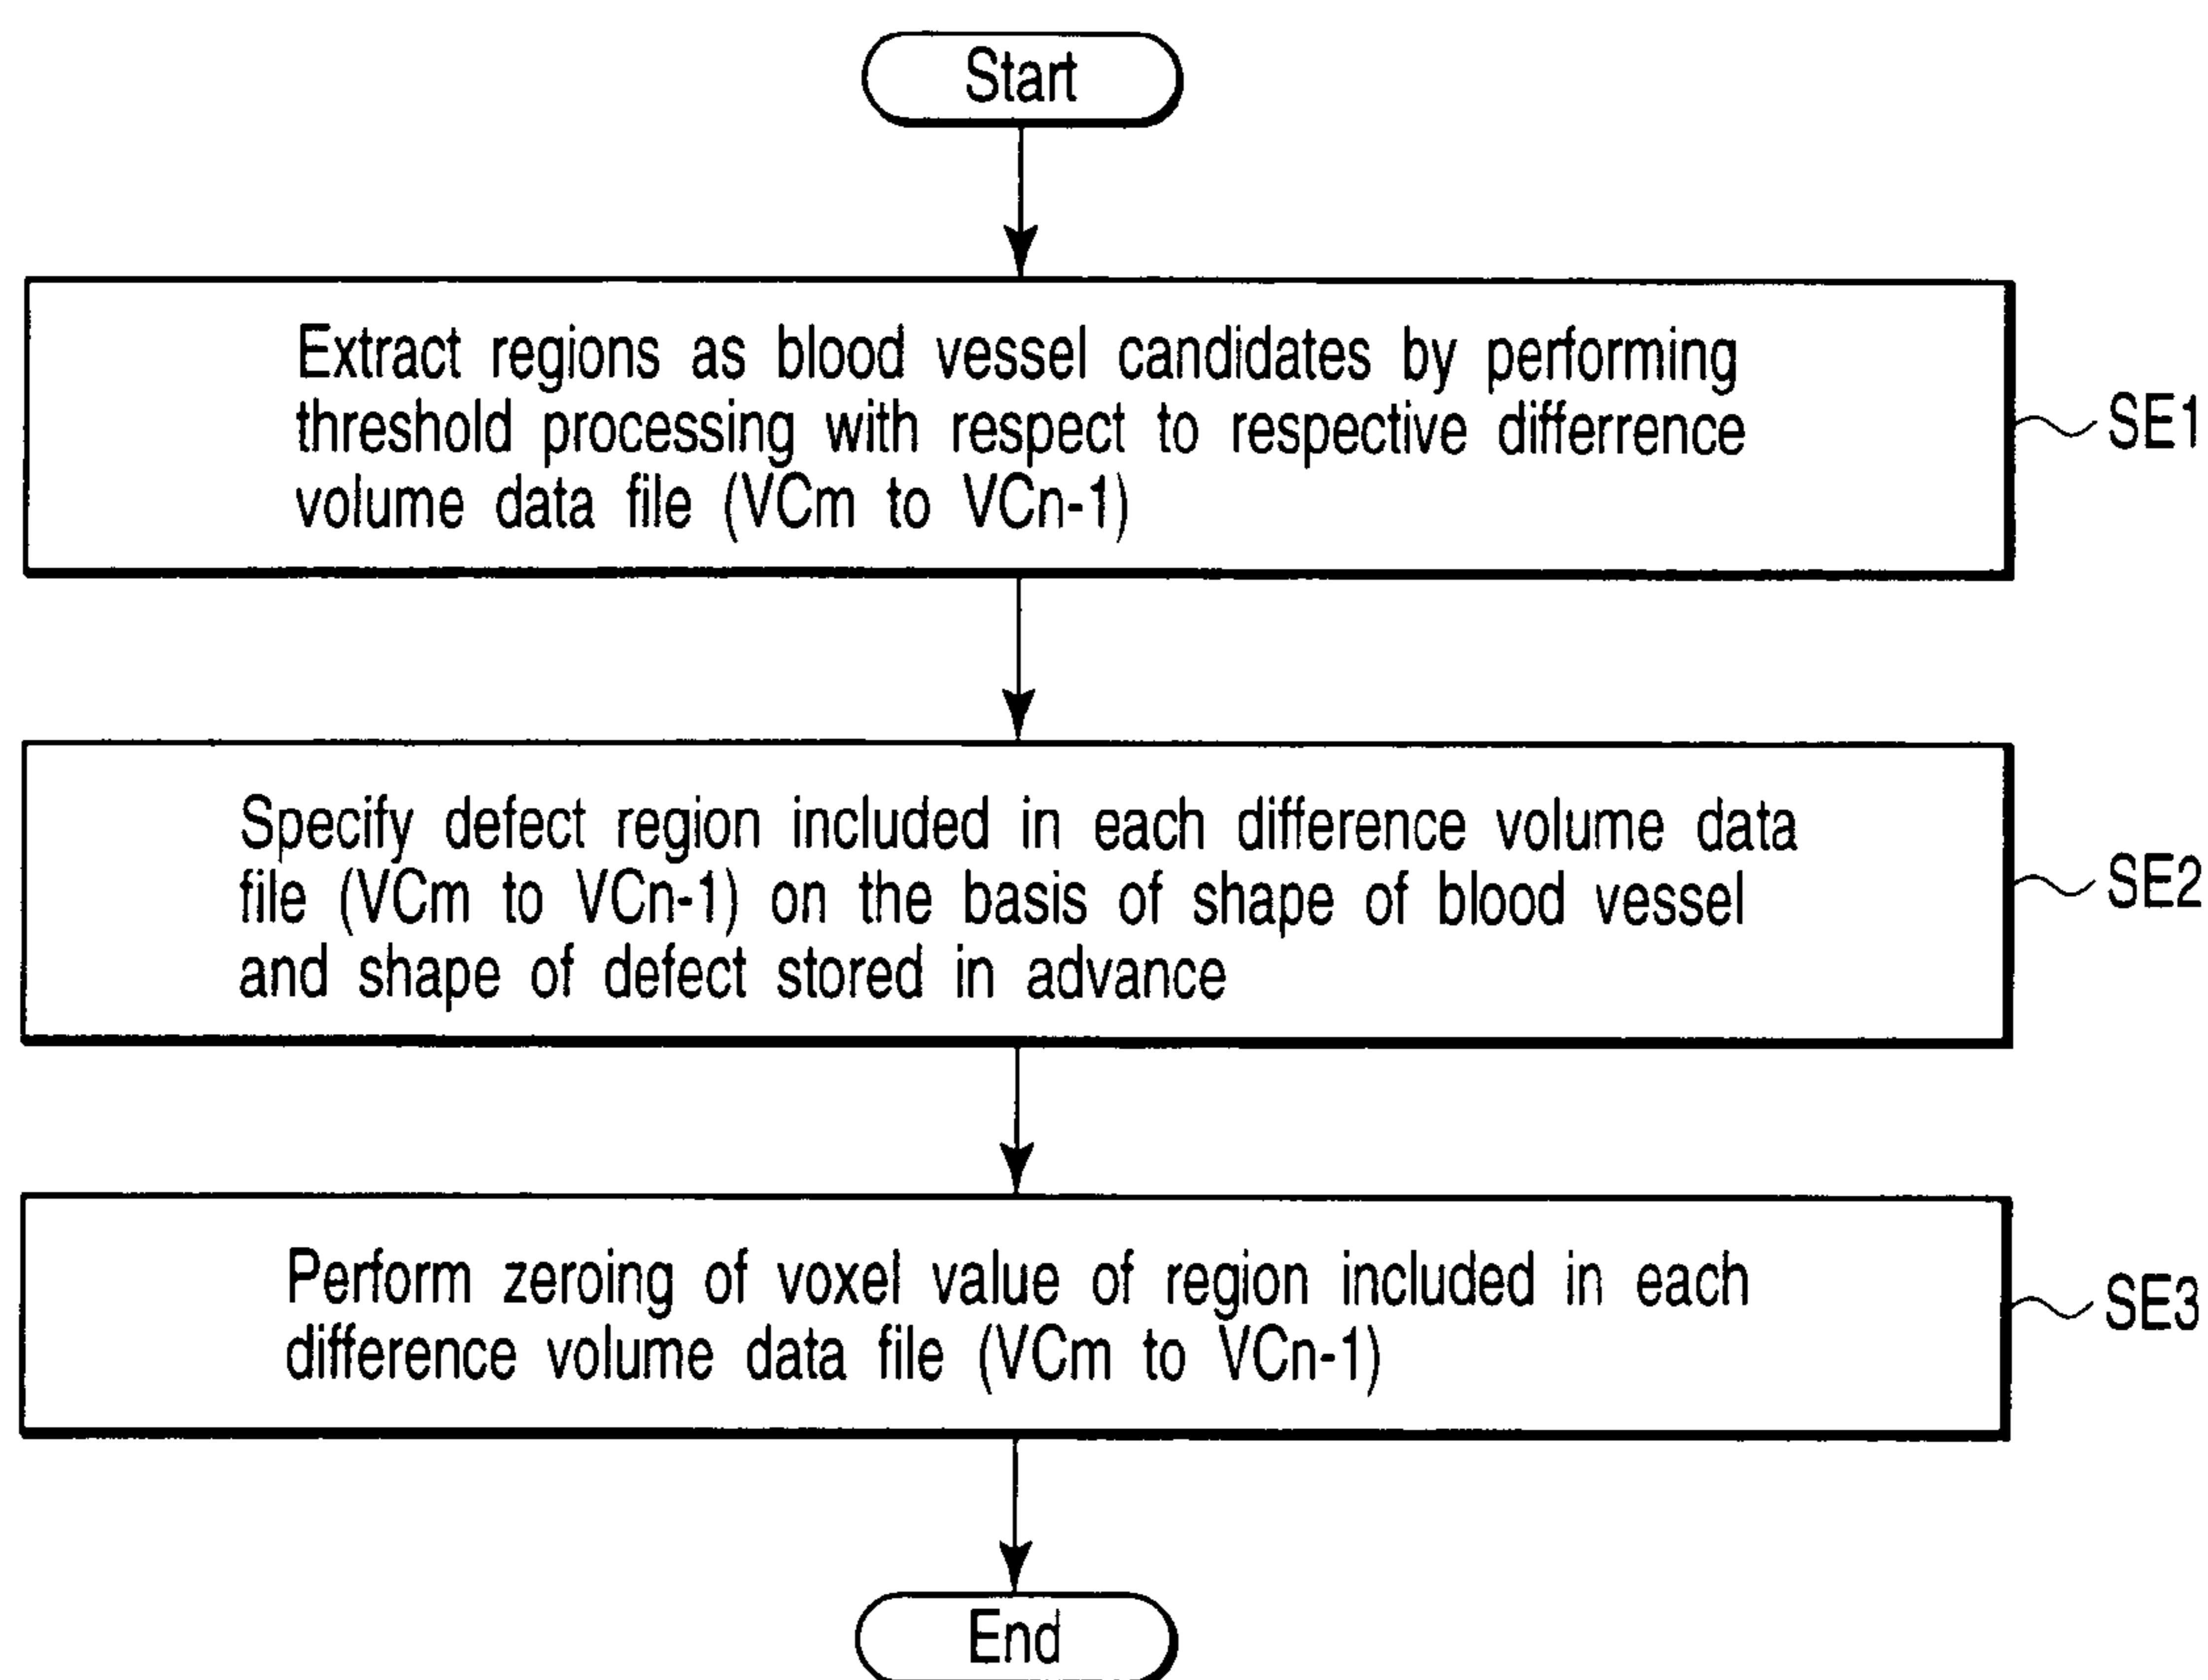 Start
Extract regions as blood vessel candidates by performing
threshold processing with respect to respective differrence
volume data file (VCm to VCn-1)
SE1
Specify defect region included in each difference volume data
file (VCm to VCn-1) on the basis of shape of blood vessel
and shape of defect stored in advance
SE2
Perform zeroing of voxel value of region included in each
difference volume data file (VCm to VCn-1)
SE3
End